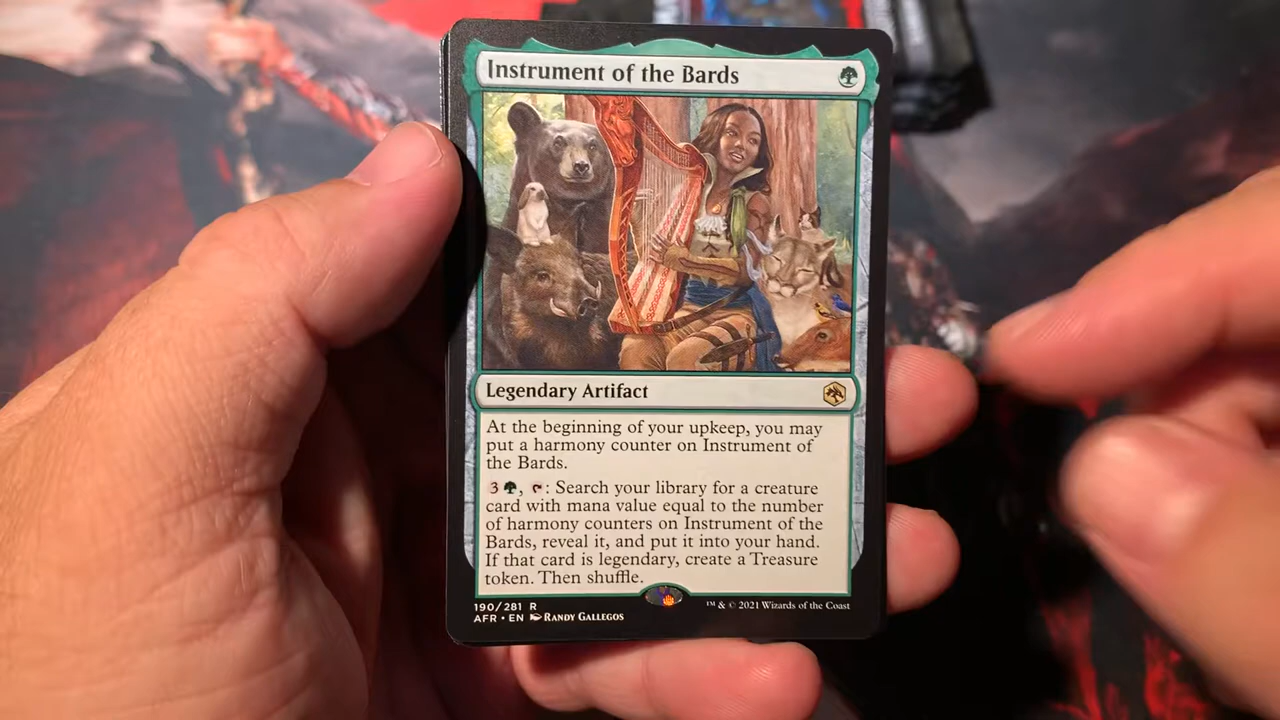 Instrument of the Bards
Legendary Artifact
At the beginning of your upkeep, you may
put a harmony counter on Instrument of
the Bards.
3, : Search your library for a creature
card with mana value equal to the number
of harmony counters on Instrument of the
Bards, reveal it, and put it into your hand.
If that card is legendary, create a Treasure
token. Then shuffle.
190/281 R
™ & © 2021 Wizards of the Coast
AFR • EN RANDY GALLEGOS